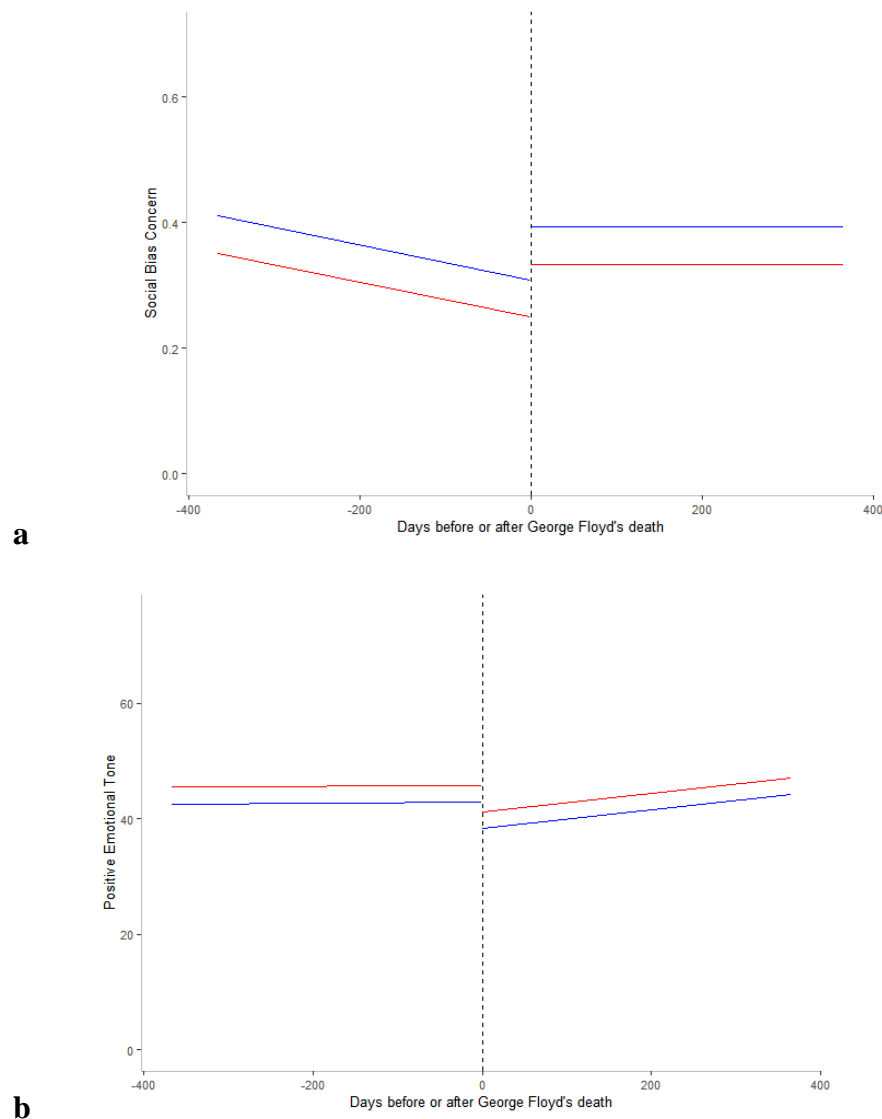 0.6
0.4
0.2
0.0
Social Bias Concern
-400 -200 0 200 400
Days before or after George Floyd's death
a
60
40
20
0
Positive Emotional Tone
-400 -200 0 200 400
Days before or after George Floyd's death
b